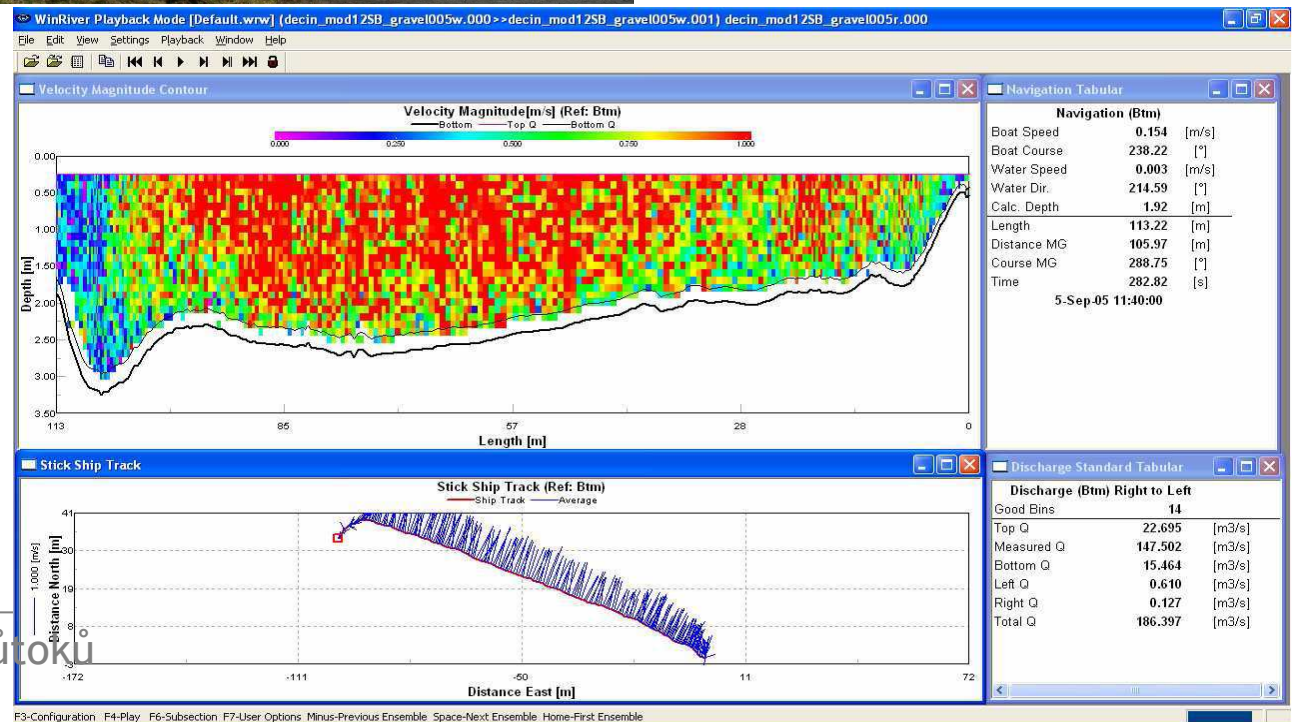 WinRiver Playback Mode [Default.wrw] (decin_mod12SB_gravel005w.000>>decin_mod12SB_gravel005w.001) decin_mod12SB_gravel005r.000
File Edit View Settings Playback Window Help
Velocity Magnitude Contour
Velocity Magnitude[m/s] (Ref: Btm)
Bottom Top Q Bottom Q
0.000 0.250 0.500 0.750 1.000
Depth [m]
0.00
0.50
1.00
1.50
2.00
2.50
3.00
3.50
113 85 57 28 0
Length [m]
Navigation Tabular
Navigation (Btm)
Boat Speed 0.154 [m/s]
Boat Course 238.22 [°]
Water Speed 0.003 [m/s]
Water Dir. 214.59 [°]
Calc. Depth 1.92 [m]
Length 113.22 [m]
Distance MG 105.97 [m]
Course MG 288.75 [°]
Time 282.82 [s]
5-Sep-05 11:40:00
Stick Ship Track
Stick Ship Track (Ref: Btm)
Ship Track Average
1.000 [m/s]
Distance North [m]
41
30
19
8
-3
-172 -111 -50 11 72
Distance East [m]
Discharge Standard Tabular
Discharge (Btm) Right to Left
Good Bins 14
Top Q 22.695 [m3/s]
Measured Q 147.502 [m3/s]
Bottom Q 15.464 [m3/s]
Left Q 0.610 [m3/s]
Right Q 0.127 [m3/s]
Total Q 186.397 [m3/s]
F3-Configuration F4-Play F6-Subsection F7-User Options Minus-Previous Ensemble Space-Next Ensemble Home-First Ensemble